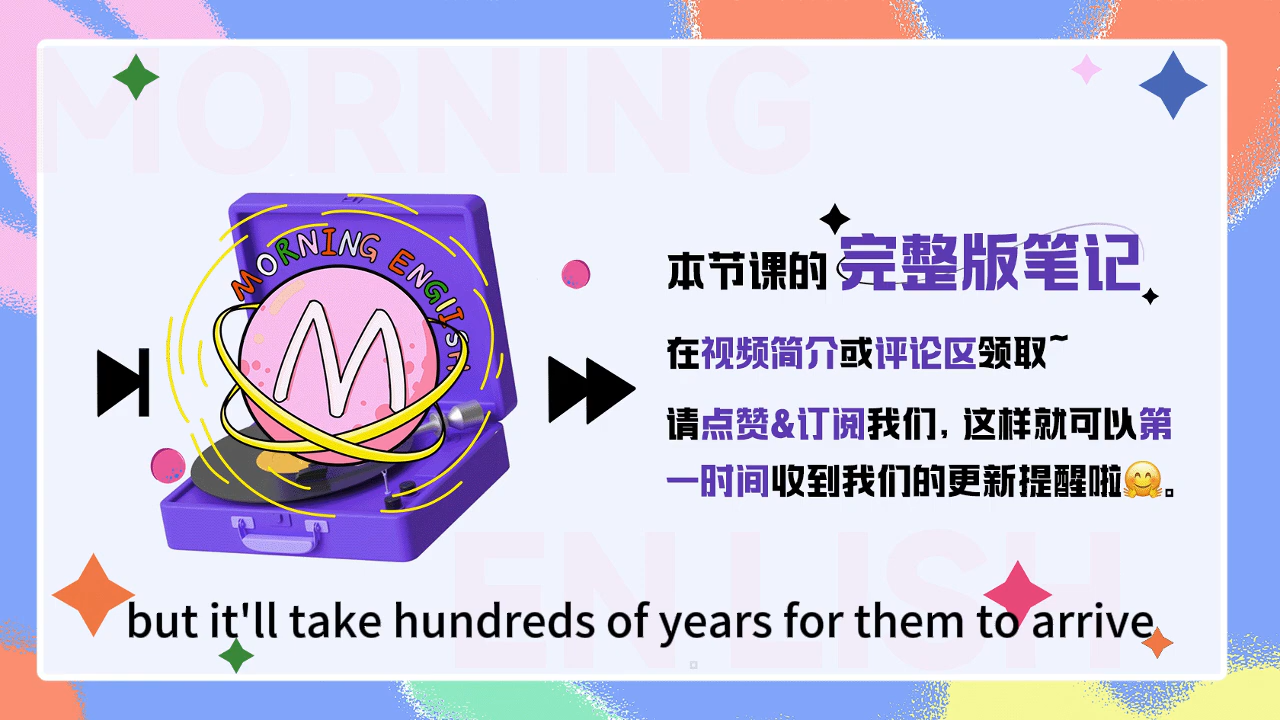 MORNING
MORNING ENGlISH
M
本节课的 完整版笔记
在视频简介或评论区领取~
请点赞&订阅我们, 这样就可以第
一时间收到我们的更新提醒啦🤗。
EN LISH
but it'll take hundreds of years for them to arrive